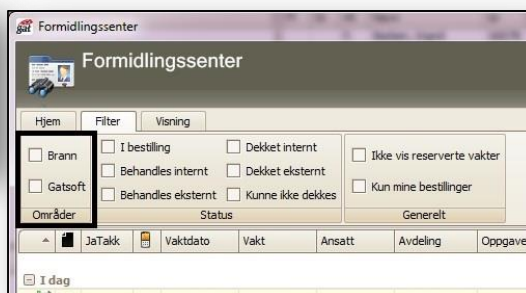 gat Formidlingssenter
Formidlingssenter
Hjem Filter Visning
Brann
Gatsoft
Områder
I bestilling Dekket internt
Behandles internt Dekket eksternt
Behandles eksternt Kunne ikke dekkes
Status
Ikke vis reserverte vakter
Kun mine bestillinger
Generelt
JaTakk Vaktdato Vakt Ansatt Avdeling Oppgave
I dag